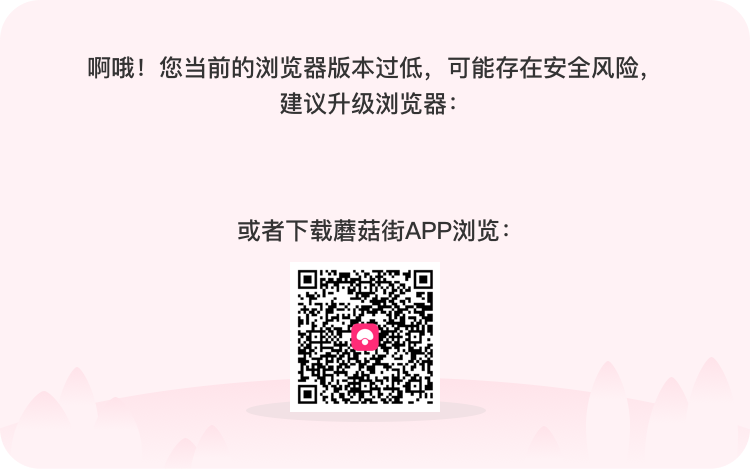 啊哦！您当前的浏览器版本过低，可能存在安全风险，
建议升级浏览器：
或者下载蘑菇街APP浏览：